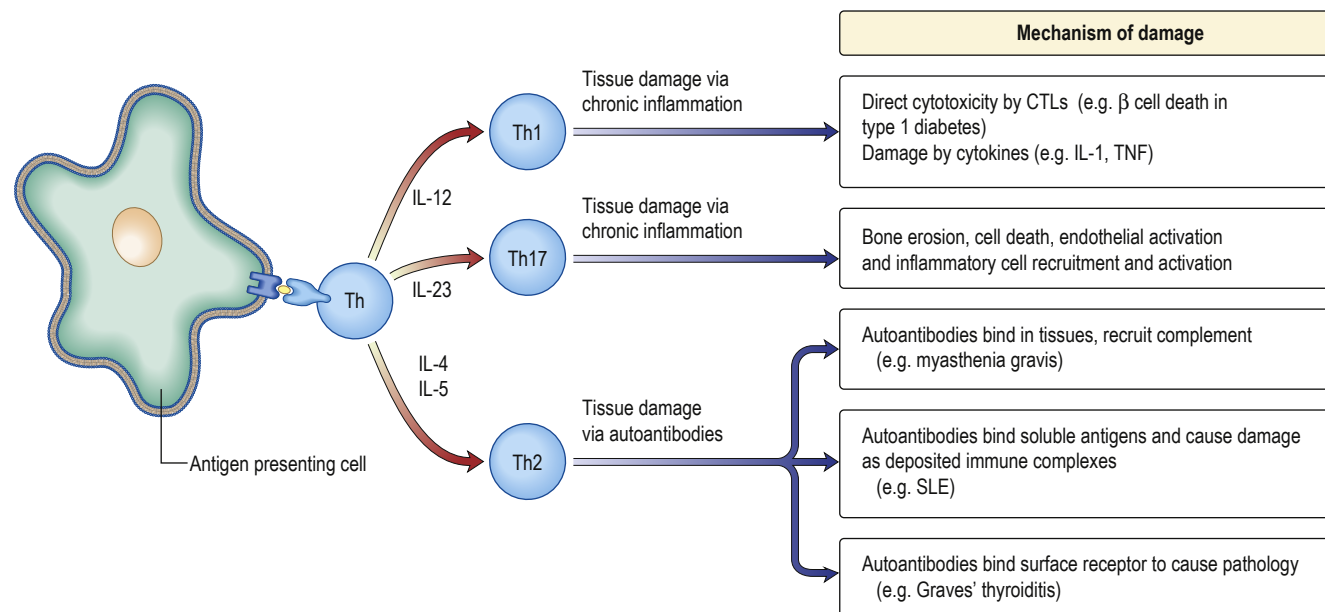 Mechanism of damage
Tissue damage via
chronic inflammation
Th1
Direct cytotoxicity by CTLs (e.g. β cell death in
type 1 diabetes)
Damage by cytokines (e.g. IL-1, TNF)
IL-12
Tissue damage via
chronic inflammation
Th17
Bone erosion, cell death, endothelial activation
and inflammatory cell recruitment and activation
IL-23
Th
Autoantibodies bind in tissues, recruit complement
(e.g. myasthenia gravis)
IL-4
IL-5
Tissue damage
via autoantibodies
Th2
Autoantibodies bind soluble antigens and cause damage
as deposited immune complexes
(e.g. SLE)
Antigen presenting cell
Autoantibodies bind surface receptor to cause pathology
(e.g. Graves’ thyroiditis)